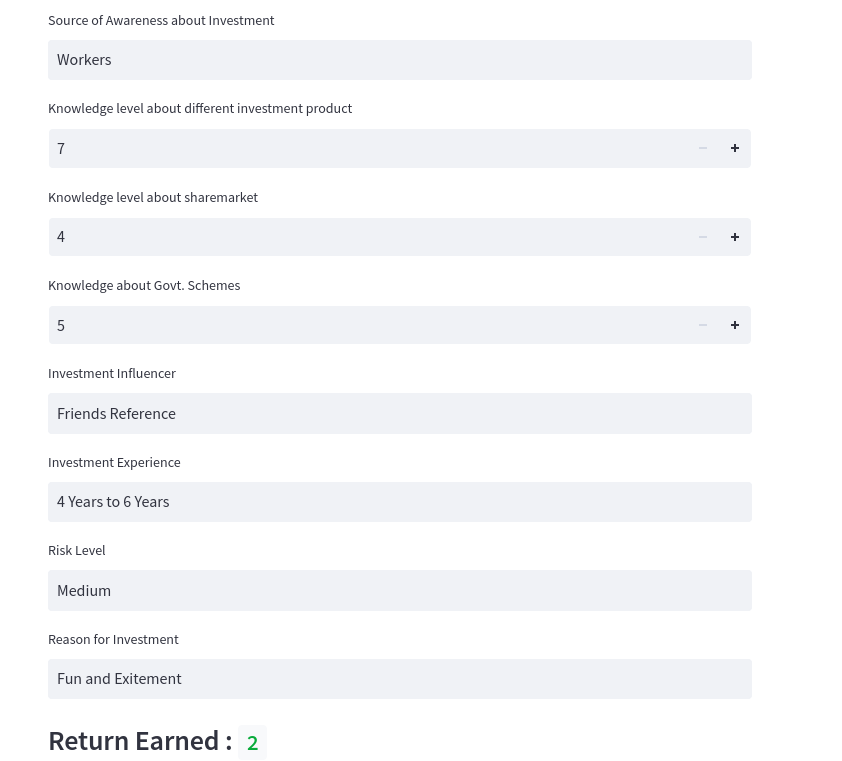 Source of Awareness about Investment
Workers
Knowledge level about different investment product
7
Knowledge level about sharemarket
4
Knowledge about Govt. Schemes
5
Investment Influencer
Friends Reference
Investment Experience
4 Years to 6 Years
Risk Level
Medium
Reason for Investment
Fun and Exitement
Return Earned : 2